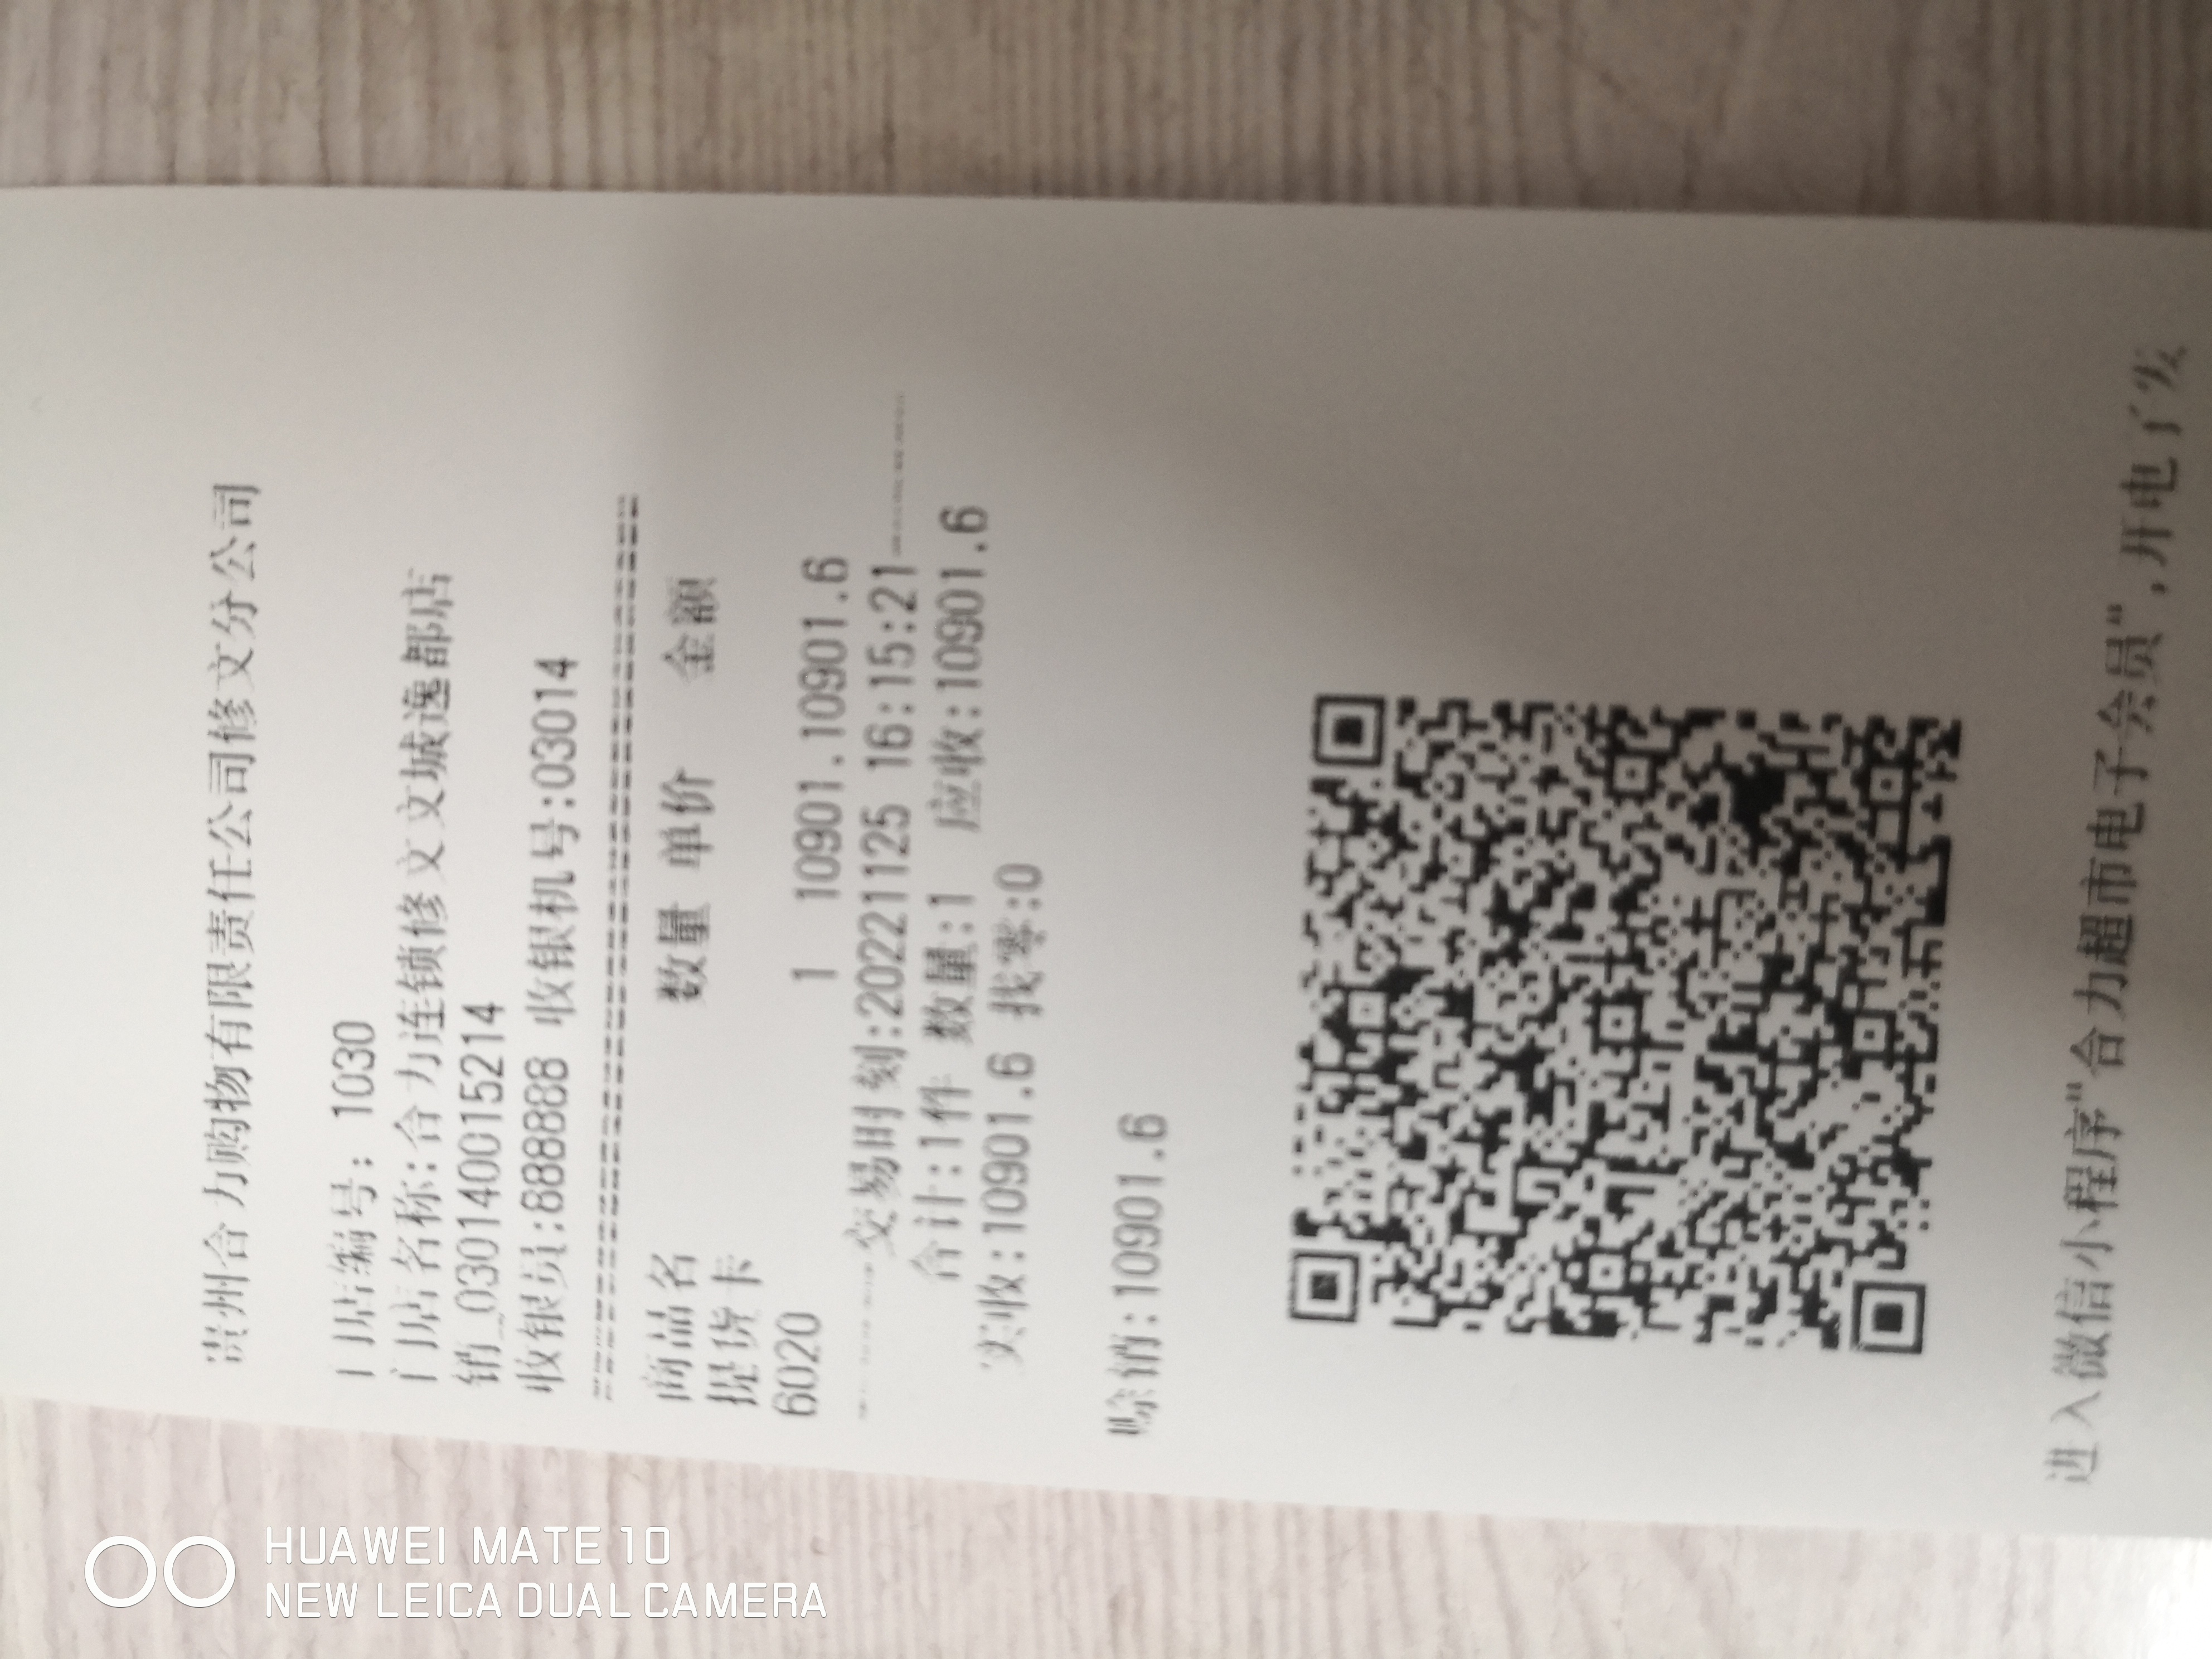 贵州合力购物有限责任公司修文分公司
门店编号: 1030
门店名称:合力连锁修文文城逸都店
销_0301400152​14
收银员:888888 收银机号:03014
商品名 数量 单价 金额
提货卡
6020 1 10901.10901.6
交易时刻:20221125 16:15:21
合计:1件 数量:1 应收:10901.6
实收:10901.6 找零:0
赊销:10901.6
进入微信小程序"合力超市电子会员",开电子发
HUAWEI MATE 10
NEW LEICA DUAL CAMERA